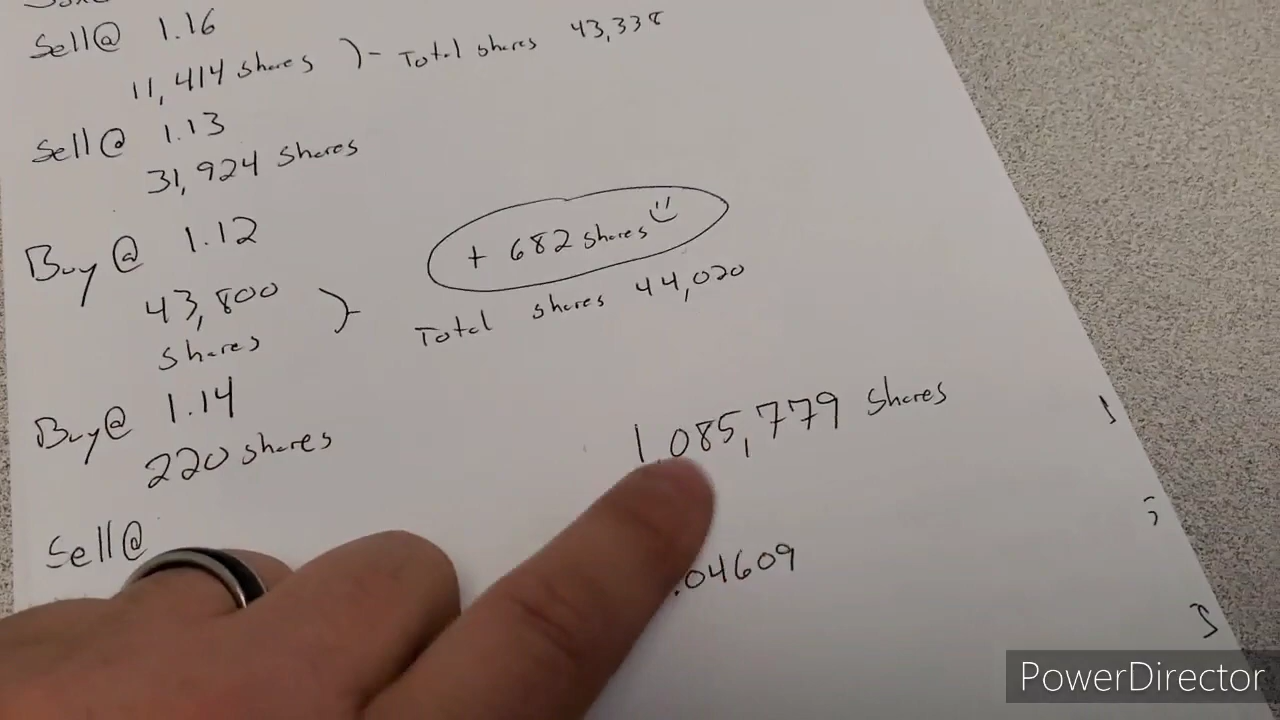 Sell@ 1.16
11,414 shares )- Total shares 43,338
Sell@ 1.13
31,924 shares
Buy@ 1.12
+ 682 shares
43,800
shares
Total shares 44,020
Buy@ 1.14
220 shares
1,085,779 shares
Sell@
.04609
PowerDirector